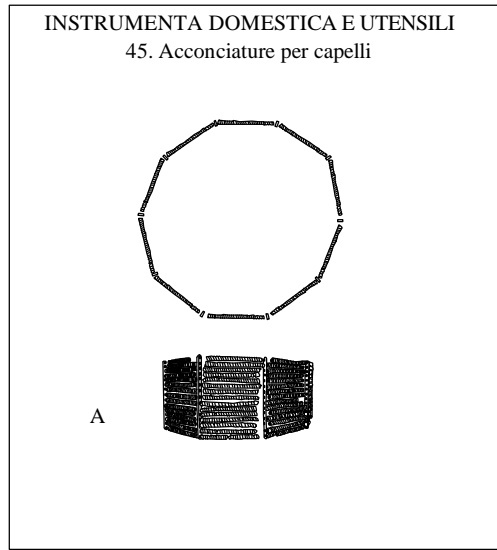 INSTRUMENTA DOMESTICA E UTENSILI
45. Acconciature per capelli
A